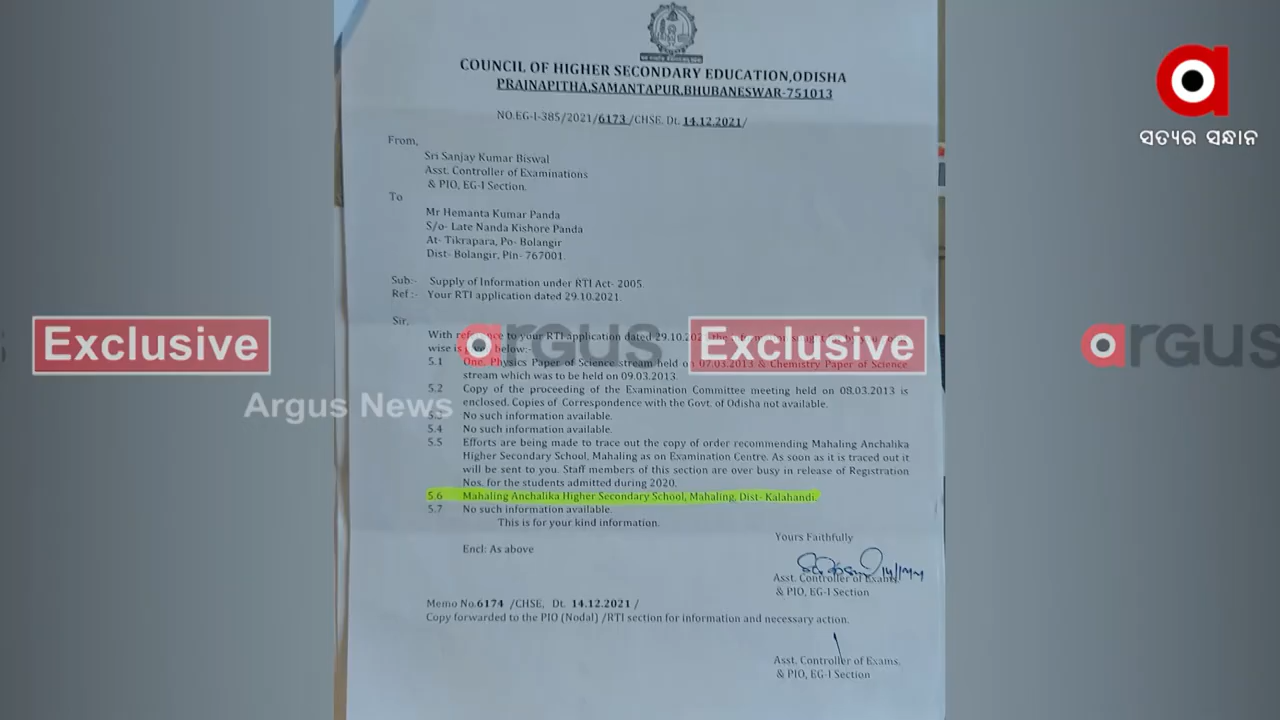 COUNCIL OF HIGHER SECONDARY EDUCATION,ODISHA
PRAJNAPITHA,SAMANTAPUR,BHUBANESWAR-751013
NO.EG-I-385/2021/6173 /CHSE. Dt. 14.12.2021/
ସତ୍ୟର ସନ୍ଧାନ
From,
Sri Sanjay Kumar Biswal
Asst. Controller of Examinations
& PIO, EG-I Section.
To
Mr Hemanta Kumar Panda
S/o- Late Nanda Kishore Panda
At- Tikrapara, Po- Bolangir
Dist- Bolangir, Pin- 767001.
Sub:- Supply of Information under RTI Act- 2005.
Ref :- Your RTI application dated 29.10.2021.
Sir,
With reference to your RTI application dated 29.10.202
wise is below:-
Exclusive
argus
Exclusive
argus
Argus News
5.1 One, Physics Paper of Science stream held on 07.03.2013 & Chemistry Paper of Science
stream which was to be held on 09.03.2013.
5.2 Copy of the proceeding of the Examination Committee meeting held on 08.03.2013 is
enclosed. Copies of Correspondence with the Govt. of Odisha not available.
5.3 No such information available.
5.4 No such information available.
5.5 Efforts are being made to trace out the copy of order recommending Mahaling Anchalika
Higher Secondary School, Mahaling as on Examination Centre. As soon as it is traced out it
will be sent to you. Staff members of this section are over busy in release of Registration
Nos. for the students admitted during 2020.
5.6 Mahaling Anchalika Higher Secondary School, Mahaling, Dist- Kalahandi.
5.7 No such information available.
This is for your kind information.
Yours Faithfully
Encl: As above
Asst. Controller of Exams.
& PIO, EG-I Section
Memo No.6174 /CHSE, Dt. 14.12.2021 /
Copy forwarded to the PIO (Nodal) /RTI section for information and necessary action.
Asst. Controller of Exams.
& PIO, EG-I Section